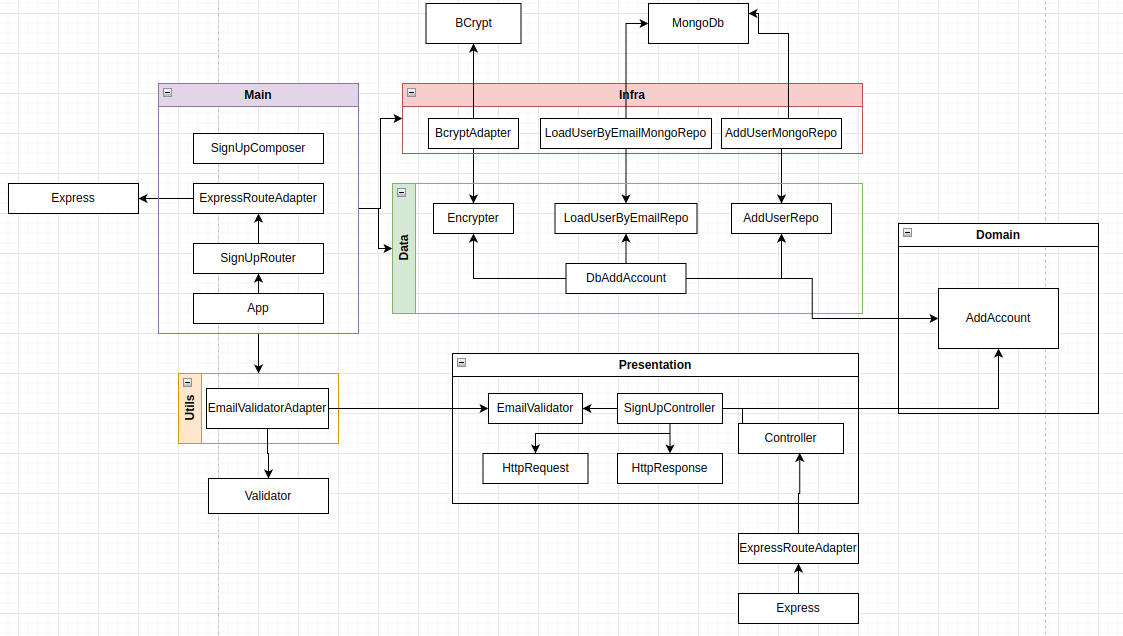 BCrypt
MongoDb
Main
Infra
SignUpComposer
BcryptAdapter
LoadUserByEmailMongoRepo
AddUserMongoRepo
Express
ExpressRouteAdapter
Data
Encrypter
LoadUserByEmailRepo
AddUserRepo
Domain
SignUpRouter
DbAddAccount
App
AddAccount
Presentation
Utils
EmailValidatorAdapter
EmailValidator
SignUpController
Controller
HttpRequest
HttpResponse
Validator
ExpressRouteAdapter
Express